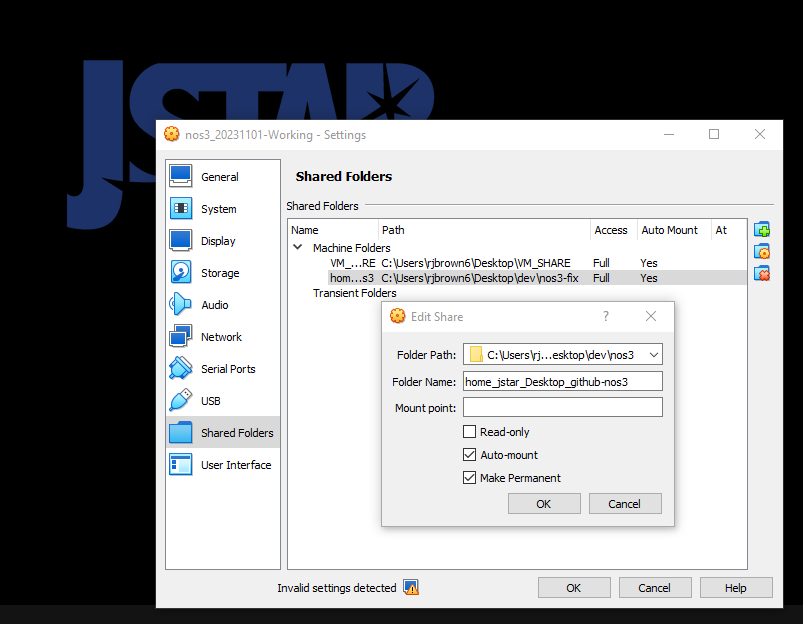 JSTAR
nos3_20231101-Working - Settings
General
System
Display
Storage
Audio
Network
Serial Ports
USB
Shared Folders
User Interface
Shared Folders
Shared Folders
Name Path Access Auto Mount At
Machine Folders
VM_...RE C:\Users\rjbrown6\Desktop\VM_SHARE Full Yes
hom...s3 C:\Users\rjbrown6\Desktop\dev\nos3-fix Full Yes
Transient Folders
Edit Share ?
Folder Path: C:\Users\rj...esktop\dev\nos3
Folder Name: home_jstar_Desktop_github-nos3
Mount point:
Read-only
Auto-mount
Make Permanent
OK Cancel
Invalid settings detected
OK Cancel Help